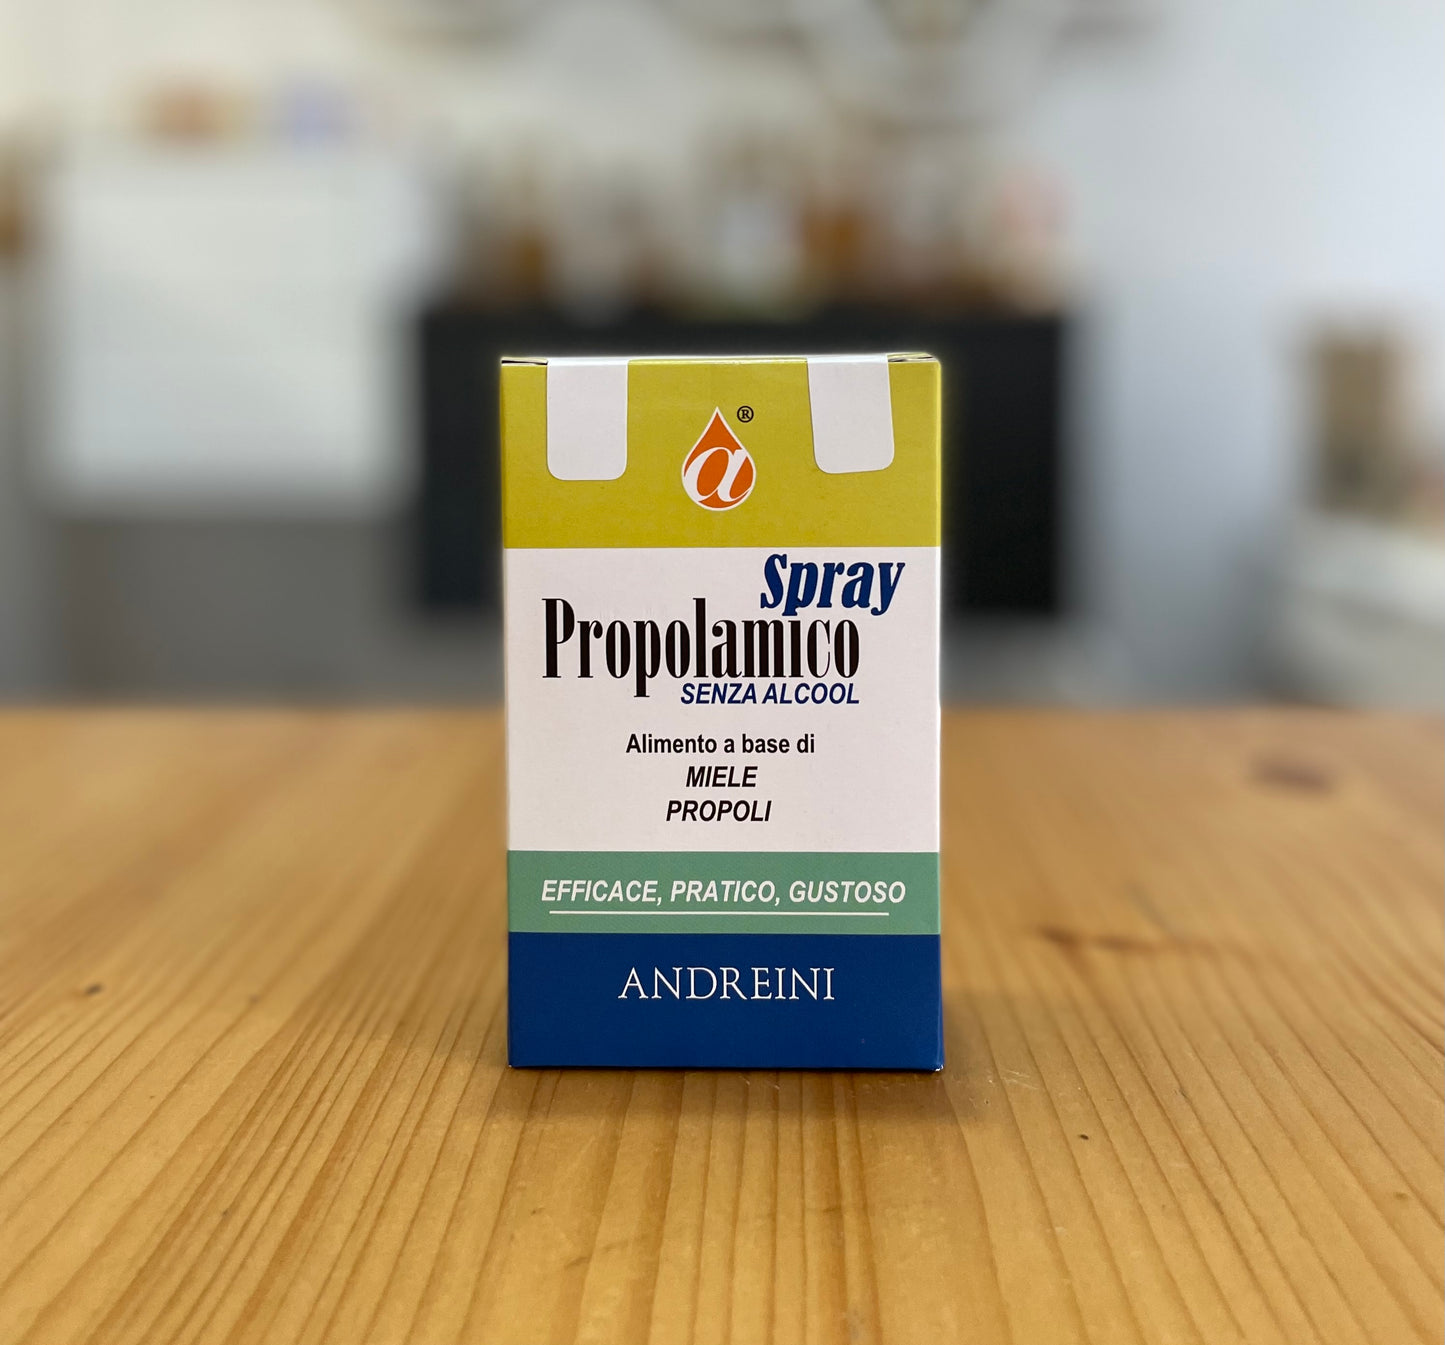 a®
Spray
Propolamico
SENZA ALCOOL
Alimento a base di
MIELE
PROPOLI
EFFICACE, PRATICO, GUSTOSO
ANDREINI